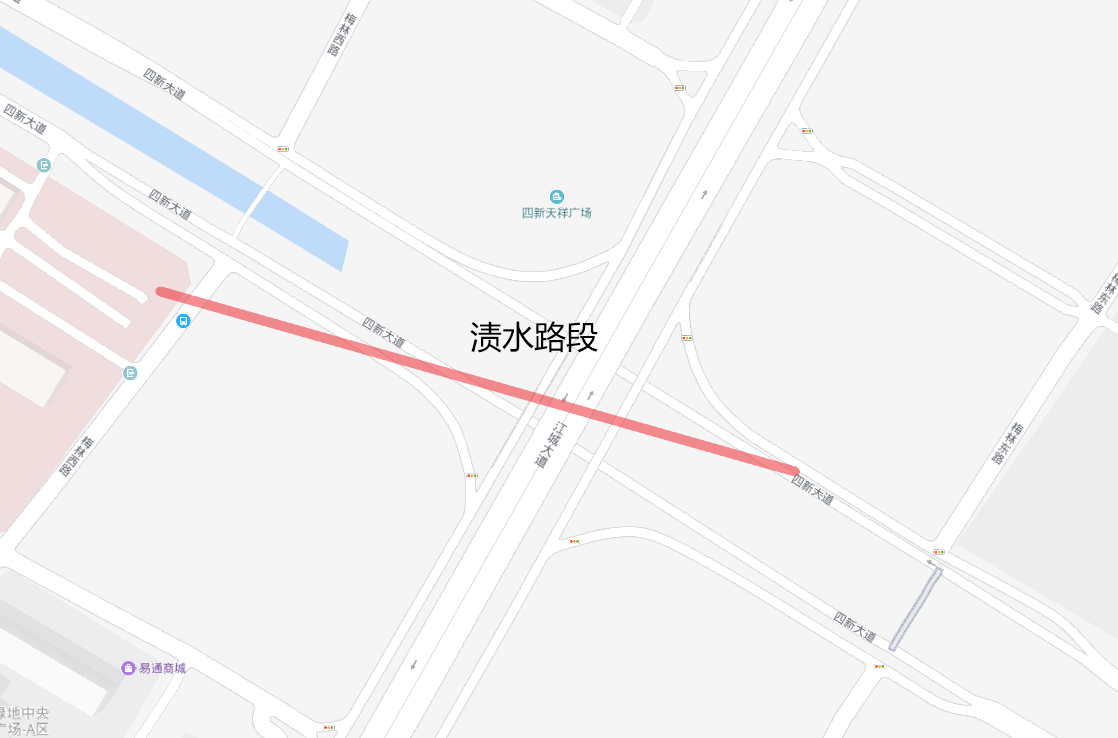 梅林西路
四新大道
四新大道
四新大道
四新天祥广场
梅林东路
四新大道
渍水路段
江城大道
梅林东路
梅林西路
四新大道
四新大道
易通商城
绿地中央
广场-A区